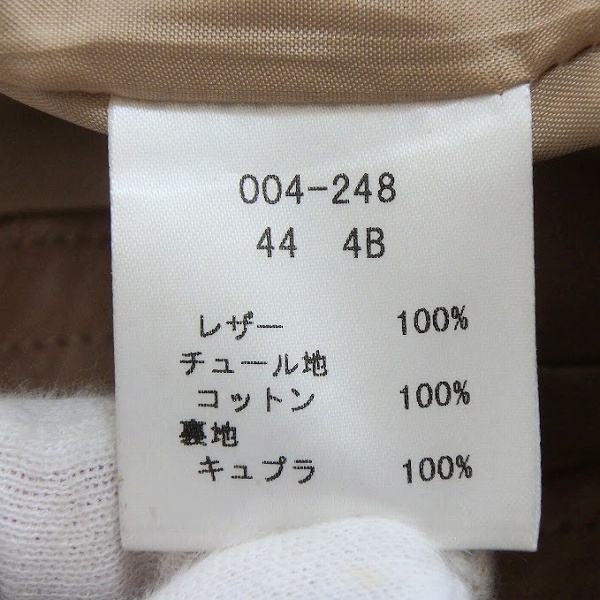 004-248
44 4B
レザー 100%
チュール地
コットン 100%
裏地
キュプラ 100%